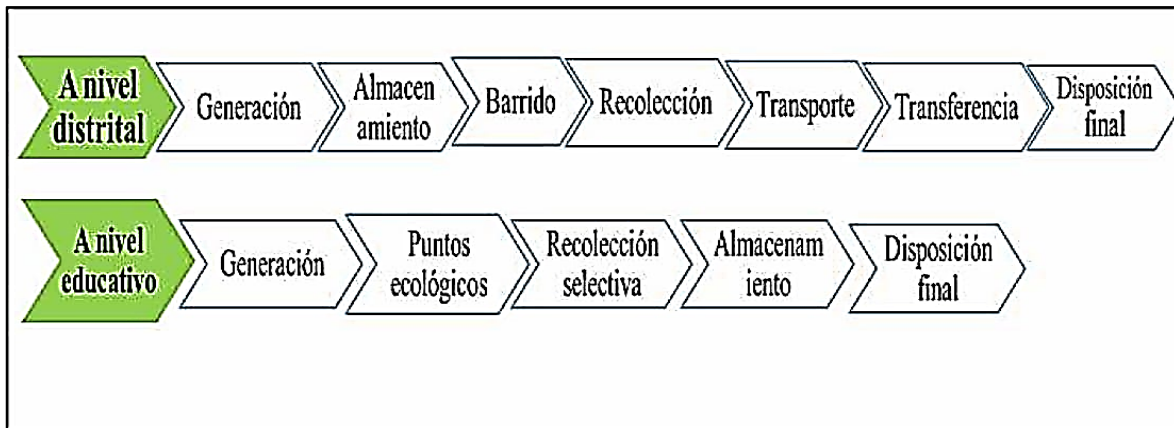 A nivel
distrital
Generación
Almacen
amiento
Barrido
Recolección
Transporte
Transferencia
Disposición
final
A nivel
educativo
Generación
Puntos
ecológicos
Recolección
selectiva
Almacenam
iento
Disposición
final